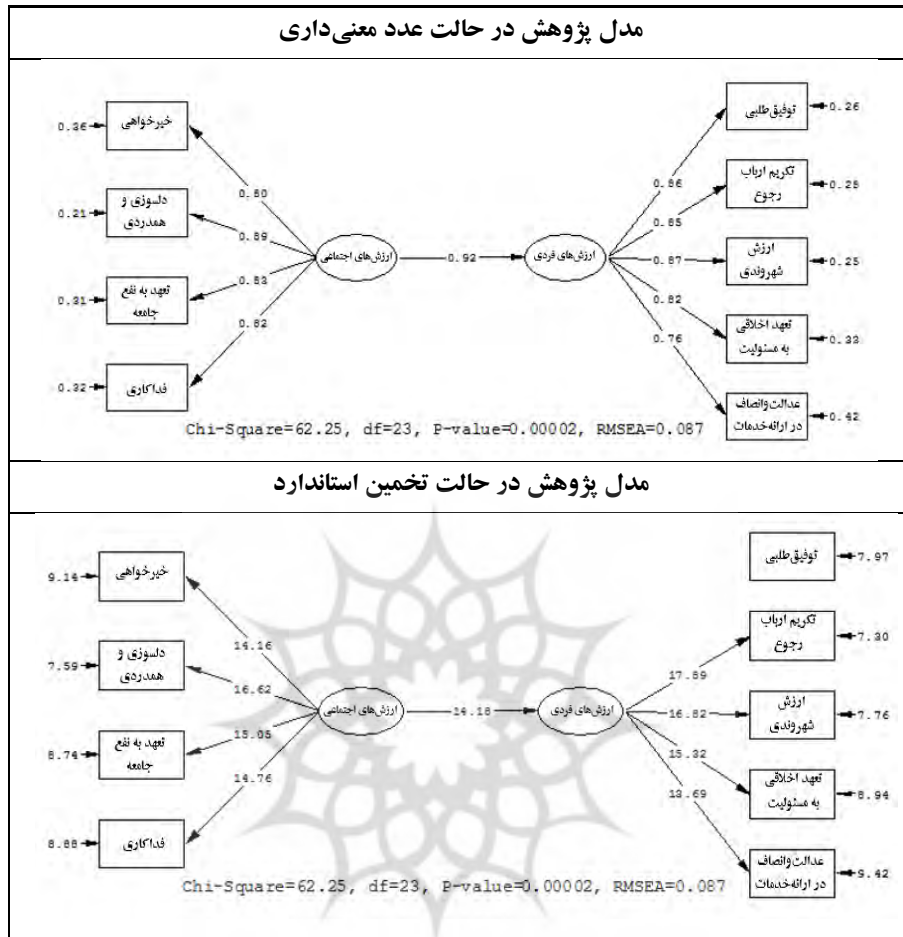 مدل پژوهش در حالت عدد معنی‌داری
خیرخواهی
0.36
دلسوزی و
همدردی
0.21
تعهد به نفع
جامعه
0.31
فداکاری
0.32
0.80
0.89
0.83
0.82
ارزش‌های اجتماعی
0.92
ارزش‌های فردی
0.86
0.85
0.87
0.82
0.76
توفیق‌طلبی
0.26
تکریم ارباب
رجوع
0.28
ارزش
شهروندی
0.25
تعهد اخلاقی
به مسئولیت
0.33
عدالت‌وانصاف
در ارائه‌خدمات
0.42
Chi-Square=62.25, df=23, P-value=0.00002, RMSEA=0.087
مدل پژوهش در حالت تخمین استاندارد
خیرخواهی
9.14
دلسوزی و
همدردی
7.59
تعهد به نفع
جامعه
8.74
فداکاری
8.88
14.16
16.62
15.05
14.76
ارزش‌های اجتماعی
14.18
ارزش‌های فردی
17.89
16.82
15.32
13.69
توفیق‌طلبی
7.97
تکریم ارباب
رجوع
7.30
ارزش
شهروندی
7.76
تعهد اخلاقی
به مسئولیت
8.94
عدالت‌وانصاف
در ارائه‌خدمات
9.42
Chi-Square=62.25, df=23, P-value=0.00002, RMSEA=0.087